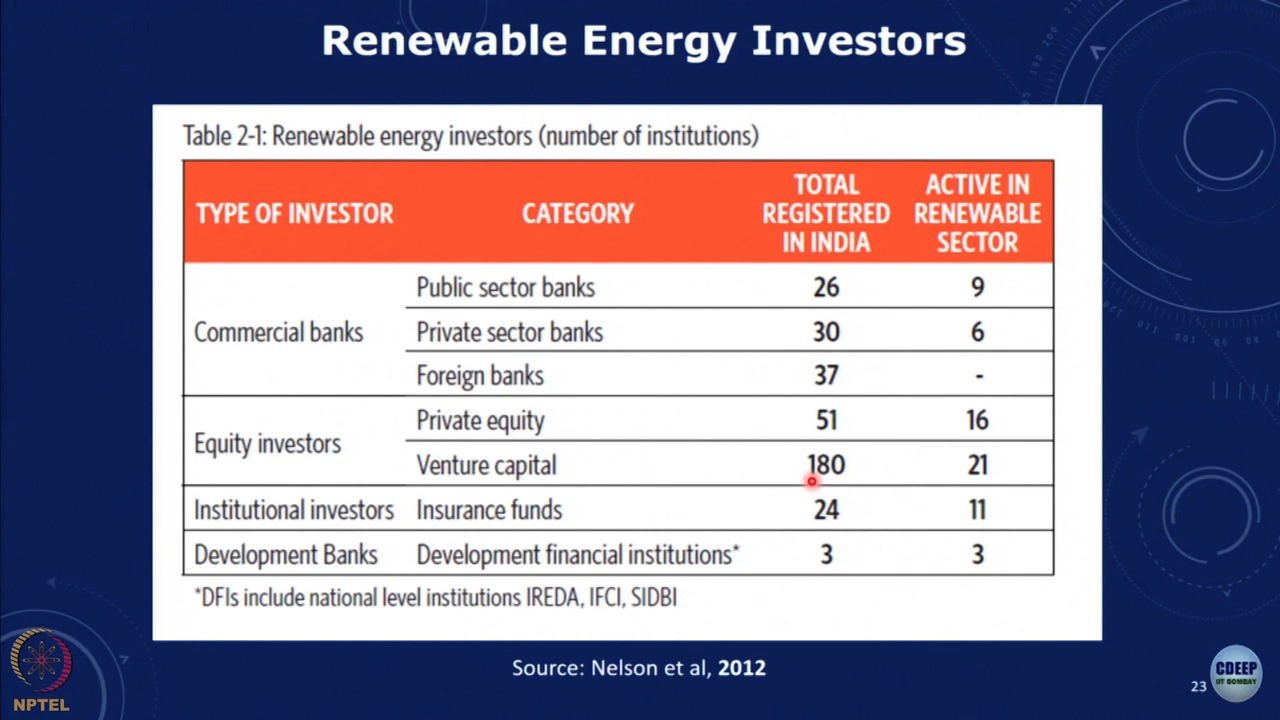 Renewable Energy Investors
Table 2-1: Renewable energy investors (number of institutions)
TYPE OF INVESTOR CATEGORY TOTAL REGISTERED IN INDIA ACTIVE IN RENEWABLE SECTOR
Commercial banks Public sector banks 26 9
Private sector banks 30 6
Foreign banks 37 -
Equity investors Private equity 51 16
Venture capital 180 21
Institutional investors Insurance funds 24 11
Development Banks Development financial institutions* 3 3
*DFIs include national level institutions IREDA, IFCI, SIDBI
Source: Nelson et al, 2012
23
NPTEL
CDEEP
IIT BOMBAY